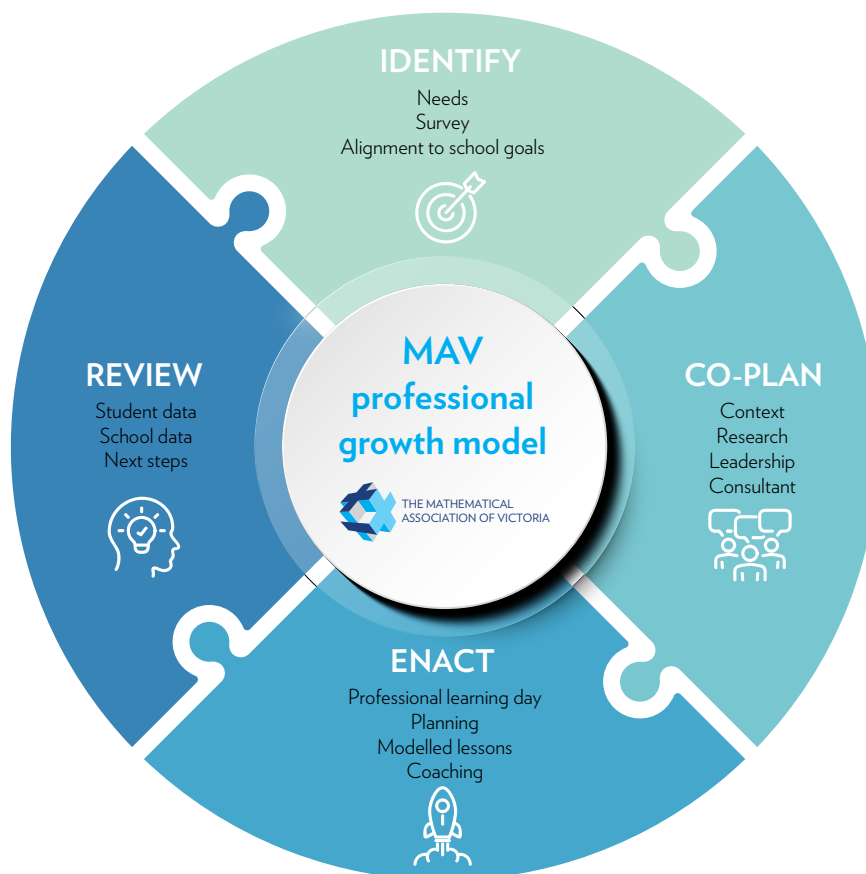 IDENTIFY
Needs
Survey
Alignment to school goals
REVIEW
Student data
School data
Next steps
MAV
professional
growth model
THE MATHEMATICAL
ASSOCIATION OF VICTORIA
CO-PLAN
Context
Research
Leadership
Consultant
ENACT
Professional learning day
Planning
Modelled lessons
Coaching